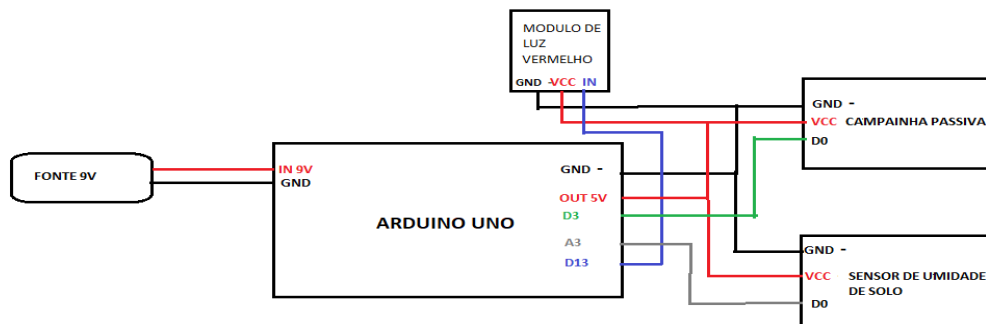 MODULO DE
LUZ
VERMELHO
GND -VCC IN
GND -
VCC CAMPAINHA PASSIVA
D0
FONTE 9V
IN 9V
GND
ARDUINO UNO
GND -
OUT 5V
D3
A3
D13
GND -
VCC SENSOR DE UMIDADE
DE SOLO
D0